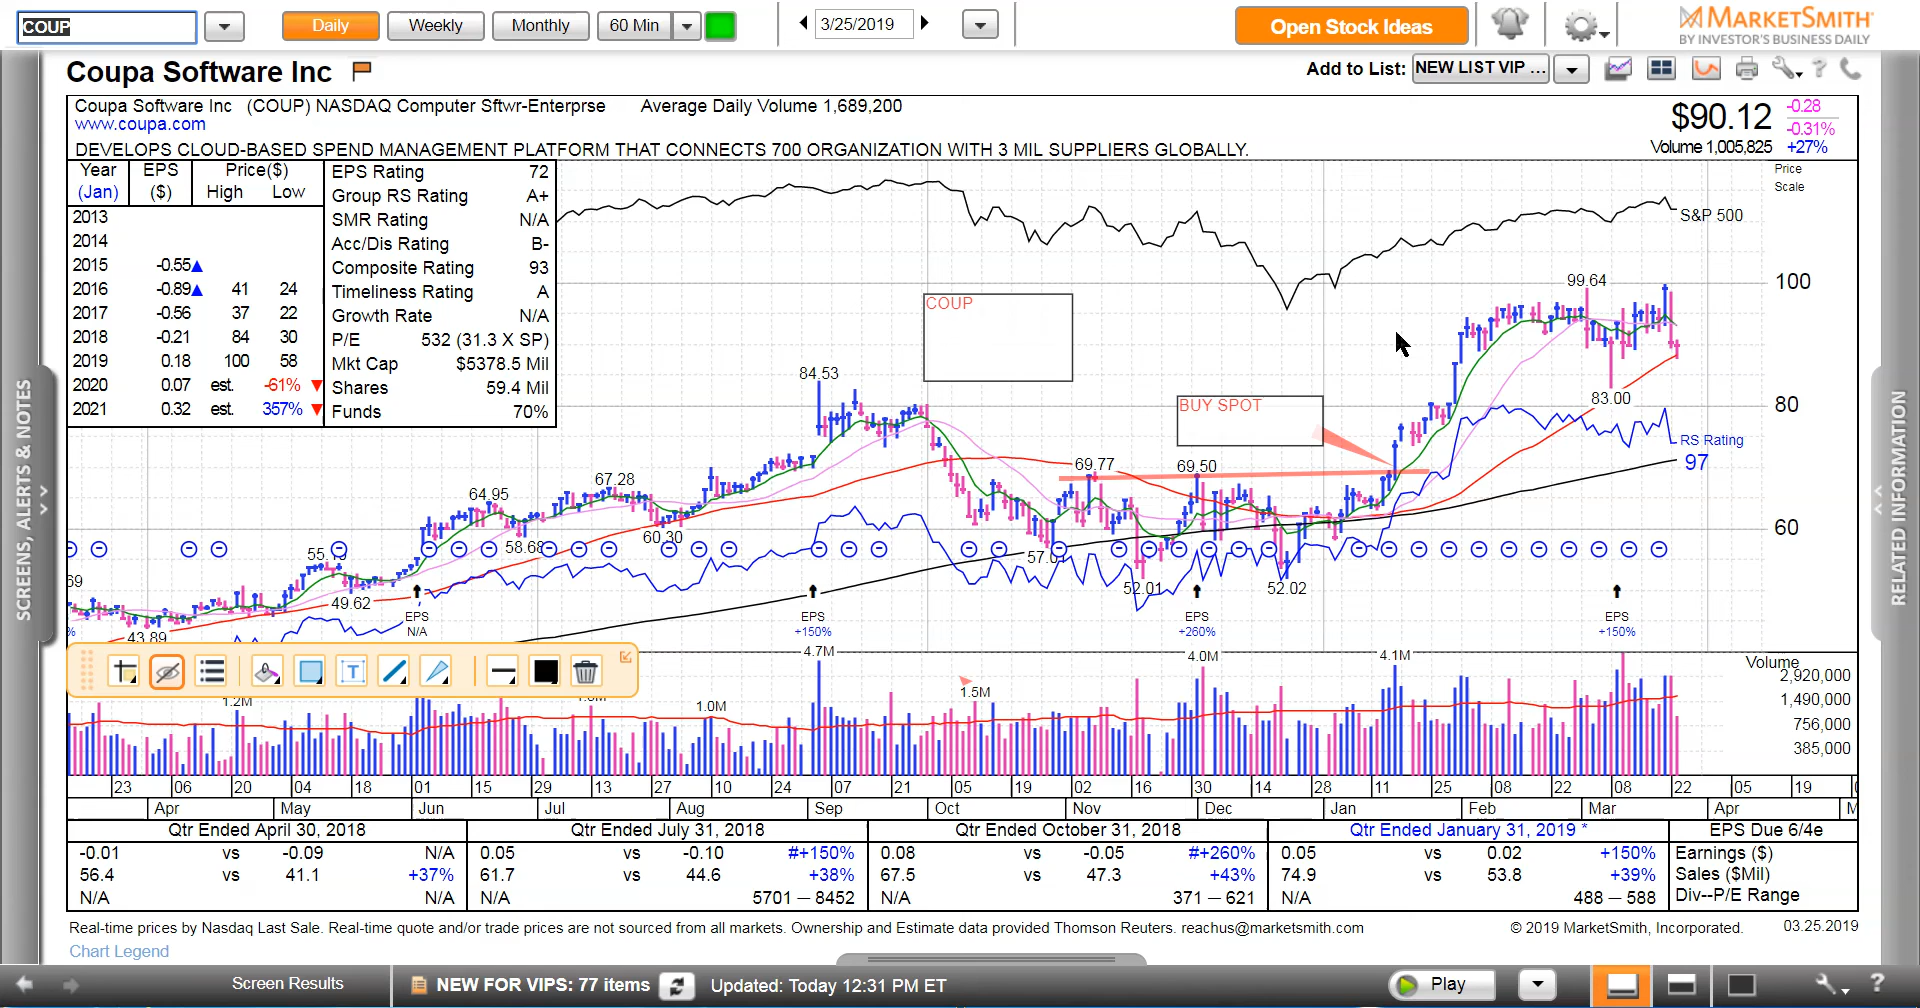 COUP
Daily
Weekly
Monthly
60 Min
3/25/2019
Open Stock Ideas
MARKETSMITH
BY INVESTOR'S BUSINESS DAILY
Coupa Software Inc
Add to List:
NEW LIST VIP ...
Coupa Software Inc (COUP) NASDAQ Computer Sftwr-Enterprse Average Daily Volume 1,689,200
www.coupa.com
DEVELOPS CLOUD-BASED SPEND MANAGEMENT PLATFORM THAT CONNECTS 700 ORGANIZATION WITH 3 MIL SUPPLIERS GLOBALLY.
$90.12
-0.28
-0.31%
Volume 1,005,825 +27%
Year EPS Price($)
(Jan) ($) High Low
2013
2014
2015 -0.55
2016 -0.89 41 24
2017 -0.56 37 22
2018 -0.21 84 30
2019 0.18 100 58
2020 0.07 est. -61%
2021 0.32 est. 357%
EPS Rating 72
Group RS Rating A+
SMR Rating N/A
Acc/Dis Rating B-
Composite Rating 93
Timeliness Rating A
Growth Rate N/A
P/E 532 (31.3 X SP)
Mkt Cap $5378.5 Mil
Shares 59.4 Mil
Funds 70%
Price
Scale
S&P 500
100
80
60
RS Rating
97
COUP
BUY SPOT
99.64
84.53
83.00
69.77
69.50
67.28
64.95
60.30
58.68
52.01
52.02
49.62
43.89
69
EPS
N/A
EPS
+150%
EPS
+260%
EPS
+150%
4.7M
4.0M
4.1M
1.5M
1.2M
1.0M
Volume
2,920,000
1,490,000
756,000
385,000
23 06 20 04 18 01 15 29 13 27 10 24 07 21 05 19 02 16 30 14 28 11 25 08 22 08 22 05 19
Apr May Jun Jul Aug Sep Oct Nov Dec Jan Feb Mar Apr
Qtr Ended April 30, 2018 Qtr Ended July 31, 2018 Qtr Ended October 31, 2018 Qtr Ended January 31, 2019 * EPS Due 6/4e
-0.01 vs -0.09 N/A 0.05 vs -0.10 #+150% 0.08 vs -0.05 #+260% 0.05 vs 0.02 +150% Earnings ($)
56.4 vs 41.1 +37% 61.7 vs 44.6 +38% 67.5 vs 47.3 +43% 74.9 vs 53.8 +39% Sales ($Mil)
N/A N/A N/A 5701 — 8452 N/A 371 — 621 N/A 488 — 588 Div--P/E Range
Real-time prices by Nasdaq Last Sale. Real-time quote and/or trade prices are not sourced from all markets. Ownership and Estimate data provided Thomson Reuters. reachus@marketsmith.com © 2019 MarketSmith, Incorporated. 03.25.2019
Chart Legend
SCREENS, ALERTS & NOTES
RELATED INFORMATION
Screen Results
NEW FOR VIPS: 77 items
Updated: Today 12:31 PM ET
Play